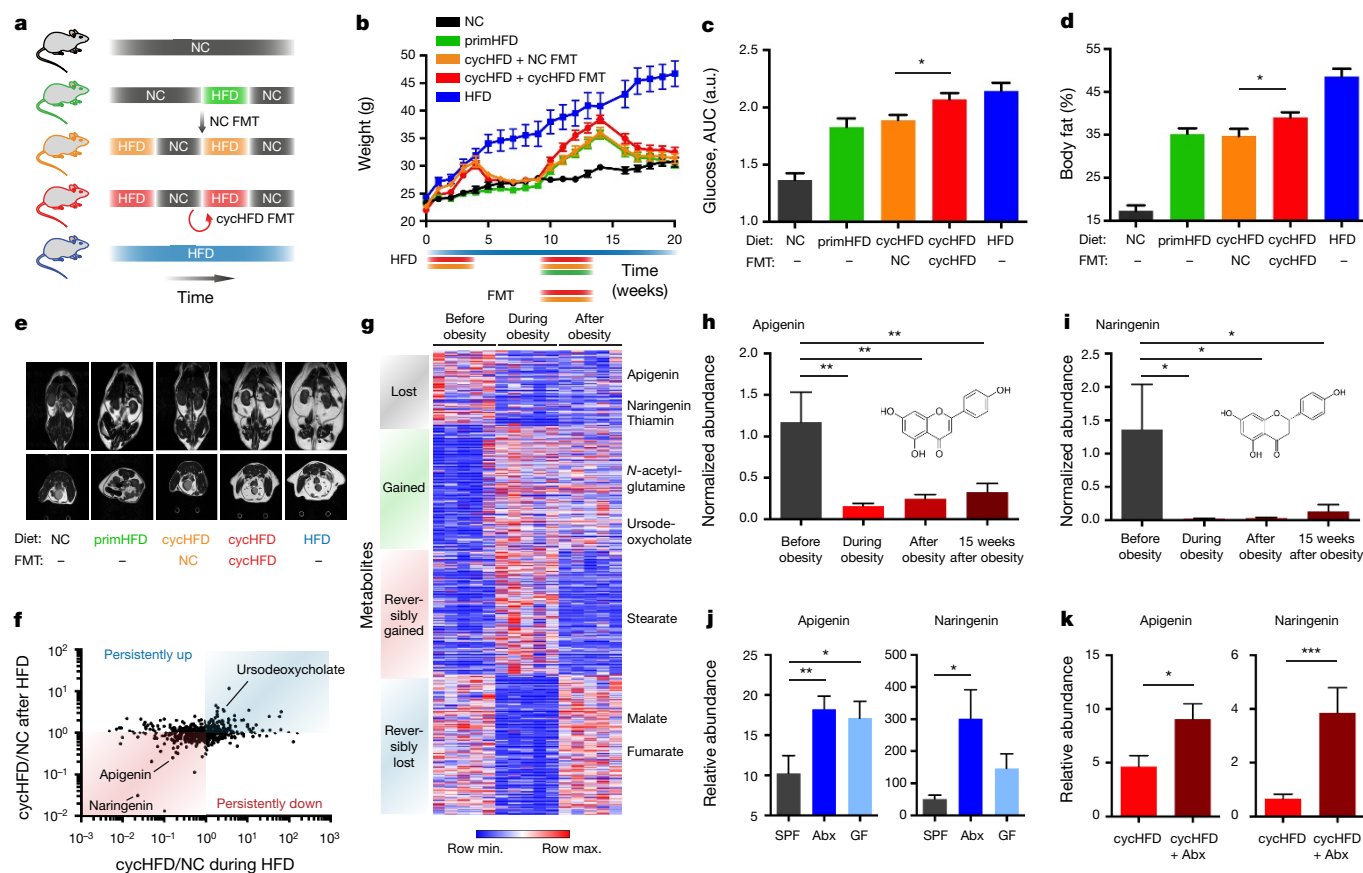 a
NC
NC
HFD
NC
NC FMT
HFD
NC
HFD
NC
HFD
NC
HFD
NC
cycHFD FMT
HFD
Time
b
NC
primHFD
cycHFD + NC FMT
cycHFD + cycHFD FMT
HFD
Weight (g)
50
45
40
35
30
25
20
0
5
10
15
20
HFD
Time
(weeks)
FMT
c
Glucose, AUC (a.u.)
2.5
2.0
1.5
1.0
*
Diet: NC primHFD cycHFD cycHFD HFD
FMT: – – NC cycHFD –
d
Body fat (%)
55
45
35
25
15
*
Diet: NC primHFD cycHFD cycHFD HFD
FMT: – – NC cycHFD –
e
Diet: NC primHFD cycHFD cycHFD HFD
FMT: – – NC cycHFD –
f
cycHFD/NC after HFD
10²
10¹
10⁰
10⁻¹
10⁻²
Persistently up
Ursodeoxycholate
Apigenin
Naringenin
Persistently down
10⁻³ 10⁻² 10⁻¹ 10⁰ 10¹ 10² 10³
cycHFD/NC during HFD
g
Before obesity
During obesity
After obesity
Metabolites
Lost
Gained
Rever-
sibly
gained
Rever-
sibly
lost
Apigenin
Naringenin
Thiamin
N-acetyl-
glutamine
Ursode-
oxycholate
Stearate
Malate
Fumarate
Row min. Row max.
h
Apigenin
Normalized abundance
2.0
1.5
1.0
0.5
0.0
**
**
**
HO
O
OH
OH
O
Before obesity
During obesity
After obesity
15 weeks after obesity
i
Naringenin
Normalized abundance
2.5
2.0
1.5
1.0
0.5
0.0
*
*
*
HO
O
OH
OH
O
Before obesity
During obesity
After obesity
15 weeks after obesity
j
Apigenin
Relative abundance
25
20
15
10
5
*
**
SPF Abx GF
Naringenin
500
400
300
200
100
0
*
SPF Abx GF
k
Apigenin
Relative abundance
15
10
5
0
*
cycHFD cycHFD
+ Abx
Naringenin
6
4
2
0
***
cycHFD cycHFD
+ Abx